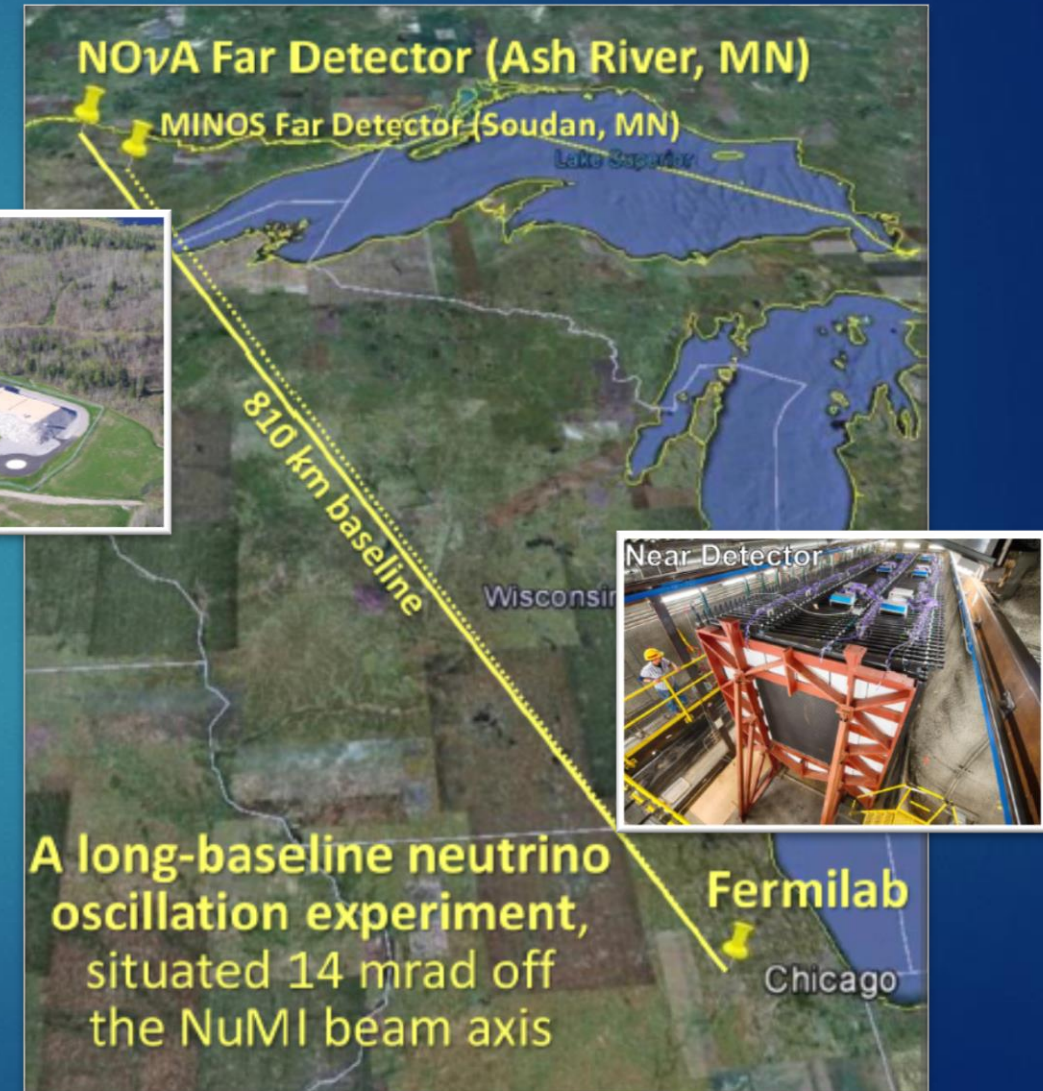 NOνA Far Detector (Ash River, MN)
MINOS Far Detector (Soudan, MN)
Lake Superior
810 km baseline
Near Detector
Wisconsin
A long-baseline neutrino
oscillation experiment,
situated 14 mrad off
the NuMI beam axis
Fermilab
Chicago